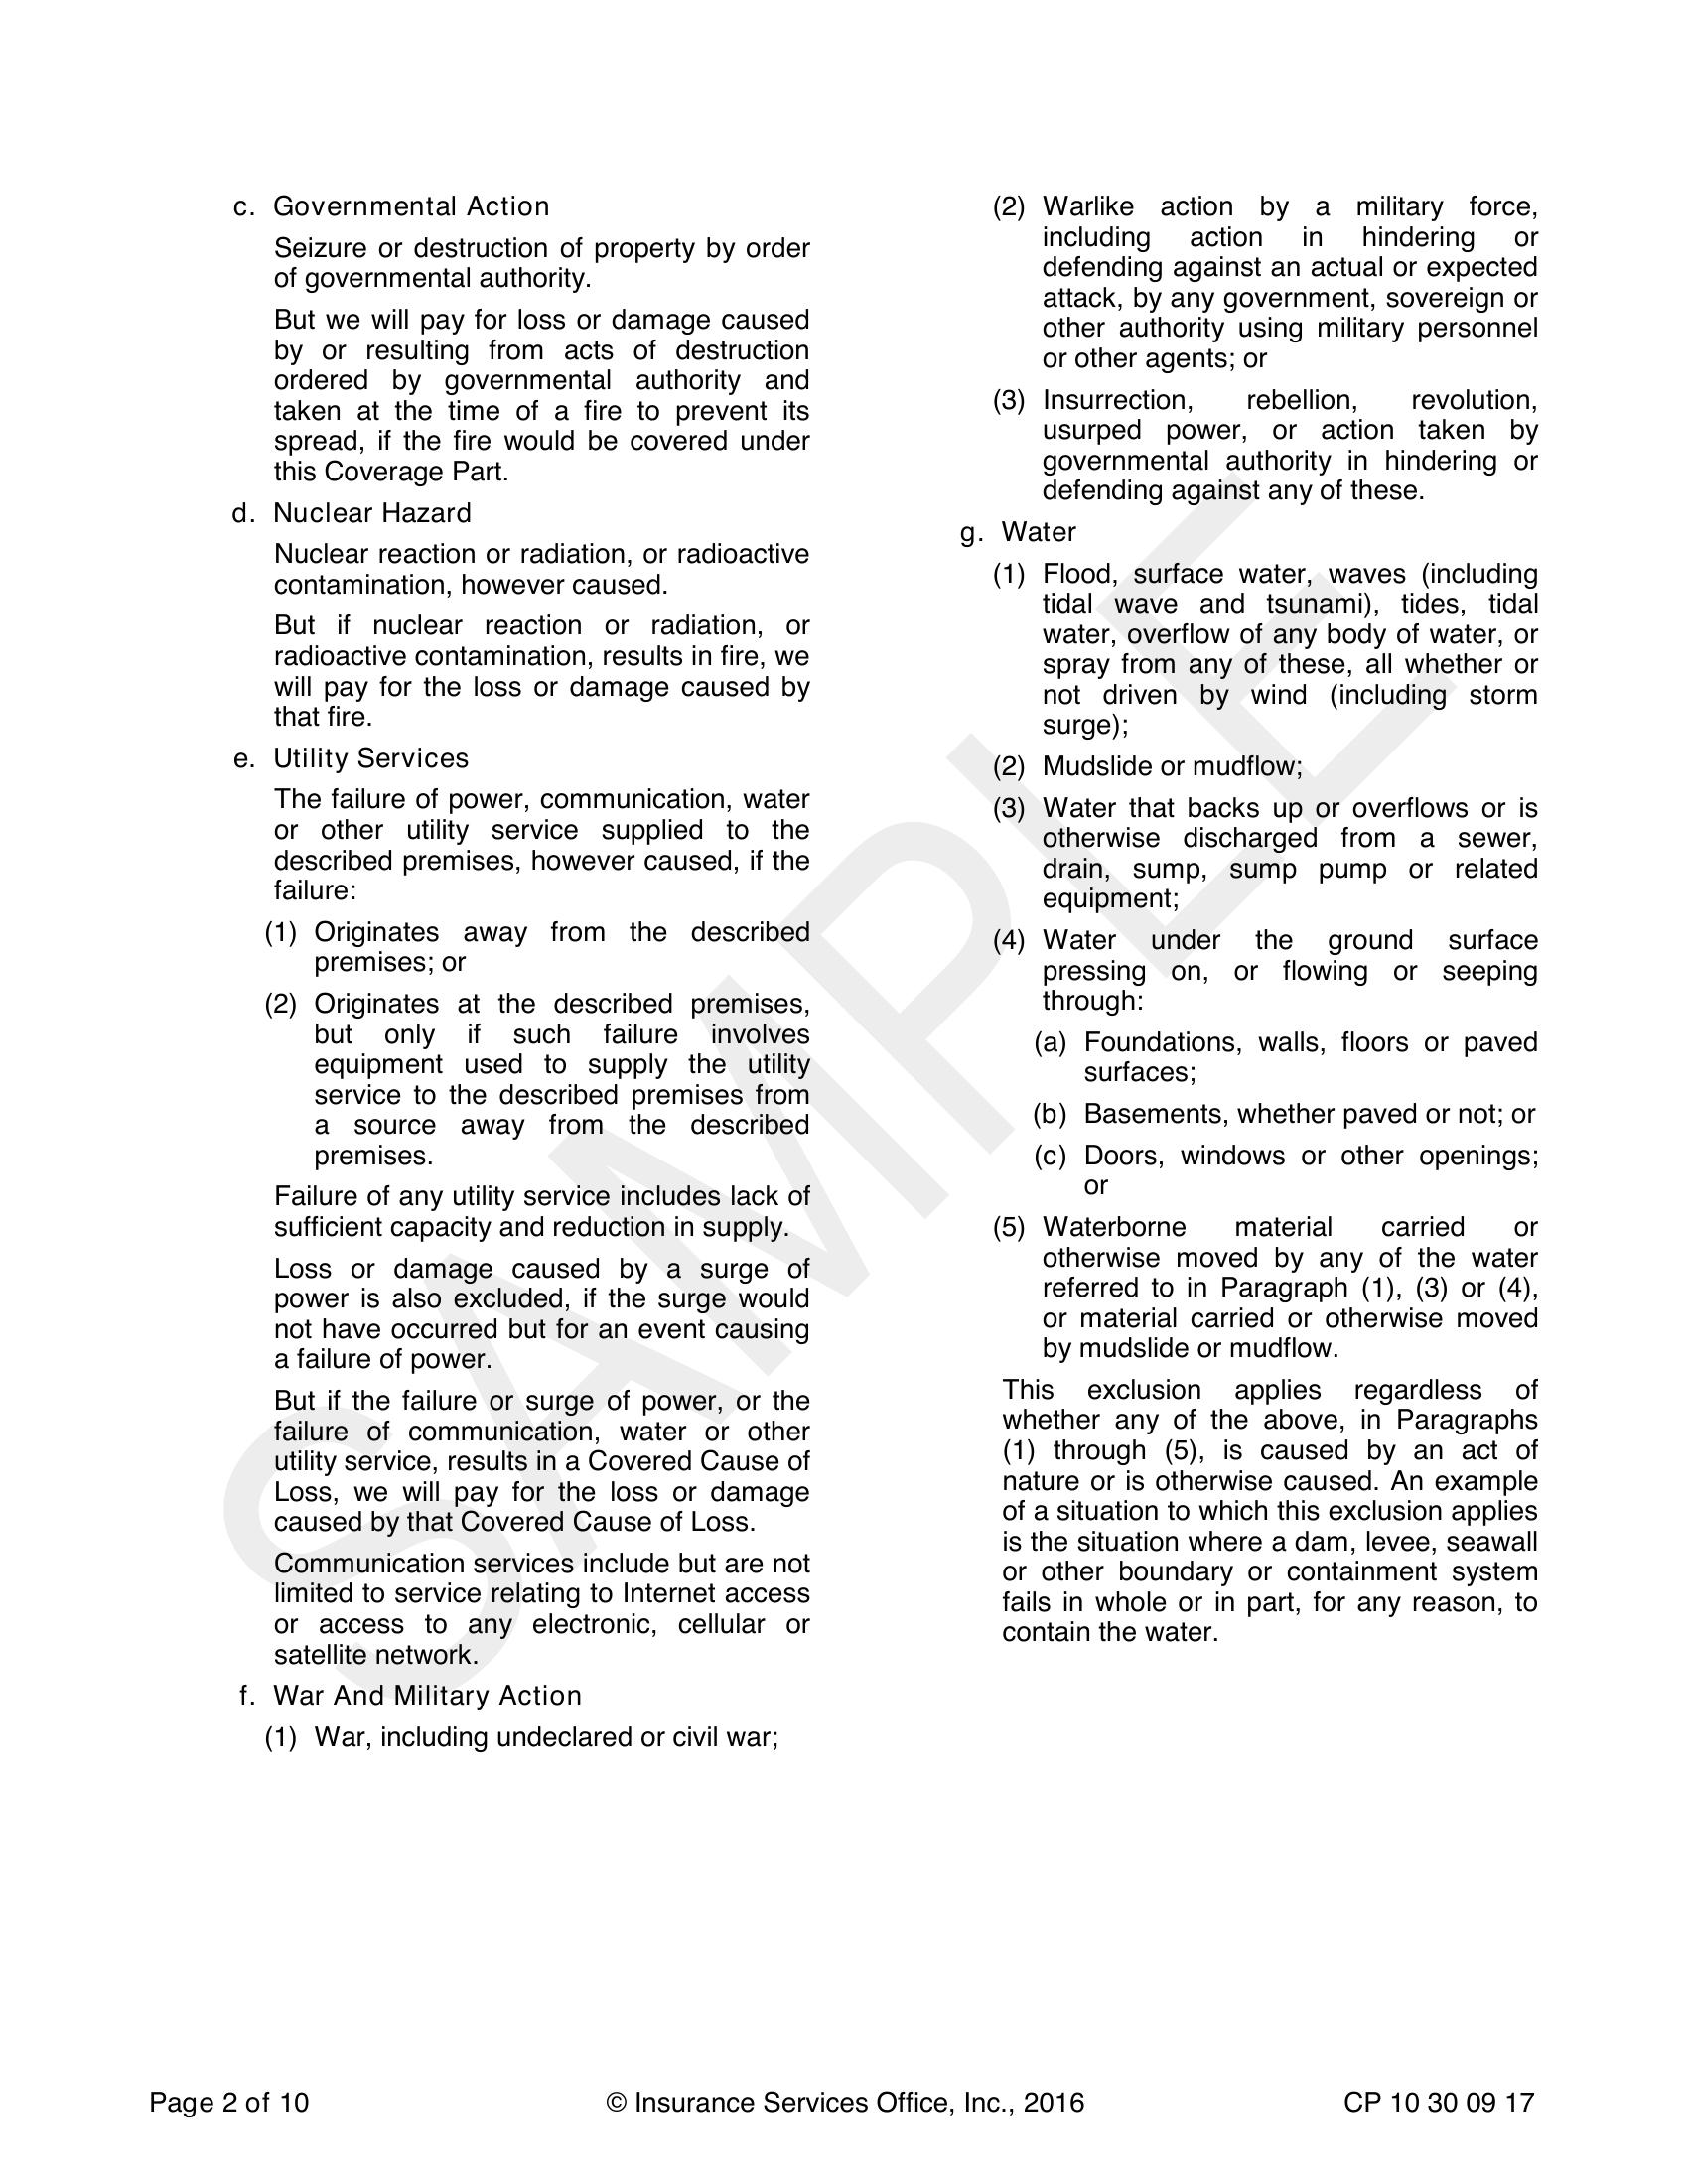 c. Governmental Action
Seizure or destruction of property by order
of governmental authority.
But we will pay for loss or damage caused
by or resulting from acts of destruction
ordered by governmental authority and
taken at the time of a fire to prevent its
spread, if the fire would be covered under
this Coverage Part.
d. Nuclear Hazard
Nuclear reaction or radiation, or radioactive
contamination, however caused.
But if nuclear reaction or radiation, or
radioactive contamination, results in fire, we
will pay for the loss or damage caused by
that fire.
e. Utility Services
The failure of power, communication, water
or other utility service supplied to the
described premises, however caused, if the
failure:
(1) Originates away from the described
premises; or
(2) Originates at the described premises,
but only if such failure involves
equipment used to supply the utility
service to the described premises from
a source away from the described
premises.
Failure of any utility service includes lack of
sufficient capacity and reduction in supply.
Loss or damage caused by a surge of
power is also excluded, if the surge would
not have occurred but for an event causing
a failure of power.
But if the failure or surge of power, or the
failure of communication, water or other
utility service, results in a Covered Cause of
Loss, we will pay for the loss or damage
caused by that Covered Cause of Loss.
Communication services include but are not
limited to service relating to Internet access
or access to any electronic, cellular or
satellite network.
f. War And Military Action
(1) War, including undeclared or civil war;
(2) Warlike action by a military force,
including action in hindering or
defending against an actual or expected
attack, by any government, sovereign or
other authority using military personnel
or other agents; or
(3) Insurrection, rebellion, revolution,
usurped power, or action taken by
governmental authority in hindering or
defending against any of these.
g. Water
(1) Flood, surface water, waves (including
tidal wave and tsunami), tides, tidal
water, overflow of any body of water, or
spray from any of these, all whether or
not driven by wind (including storm
surge);
(2) Mudslide or mudflow;
(3) Water that backs up or overflows or is
otherwise discharged from a sewer,
drain, sump, sump pump or related
equipment;
(4) Water under the ground surface
pressing on, or flowing or seeping
through:
(a) Foundations, walls, floors or paved
surfaces;
(b) Basements, whether paved or not; or
(c) Doors, windows or other openings;
or
(5) Waterborne material carried or
otherwise moved by any of the water
referred to in Paragraph (1), (3) or (4),
or material carried or otherwise moved
by mudslide or mudflow.
This exclusion applies regardless of
whether any of the above, in Paragraphs
(1) through (5), is caused by an act of
nature or is otherwise caused. An example
of a situation to which this exclusion applies
is the situation where a dam, levee, seawall
or other boundary or containment system
fails in whole or in part, for any reason, to
contain the water.
SAMPLE
Page 2 of 10 © Insurance Services Office, Inc., 2016 CP 10 30 09 17